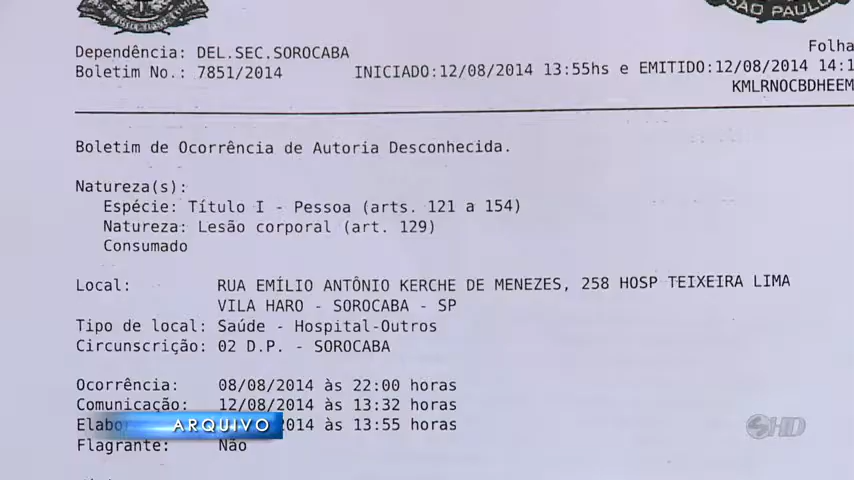 SÃO PAULO
Dependência: DEL.SEC.SOROCABA
Folha
Boletim No.: 7851/2014 INICIADO:12/08/2014 13:55hs e EMITIDO:12/08/2014 14:1
KMLRNOCBDHEEM
Boletim de Ocorrência de Autoria Desconhecida.
Natureza(s):
Espécie: Título I - Pessoa (arts. 121 a 154)
Natureza: Lesão corporal (art. 129)
Consumado
Local: RUA EMÍLIO ANTÔNIO KERCHE DE MENEZES, 258 HOSP TEIXEIRA LIMA
VILA HARO - SOROCABA - SP
Tipo de local: Saúde - Hospital-Outros
Circunscrição: 02 D.P. - SOROCABA
Ocorrência: 08/08/2014 às 22:00 horas
Comunicação: 12/08/2014 às 13:32 horas
Elabo 014 às 13:55 horas
ARQUIVO
Flagrante: Não
HD